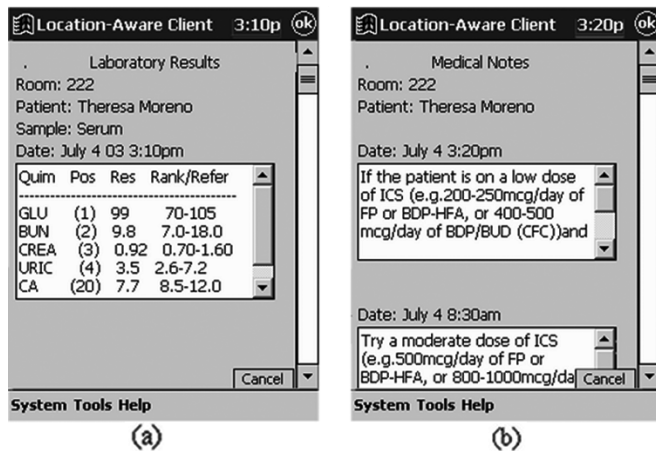 Location-Aware Client 3:10p ok
. Laboratory Results
Room: 222
Patient: Theresa Moreno
Sample: Serum
Date: July 4 03 3:10pm
Quim Pos Res Rank/Refer
------------------------------------------------
GLU (1) 99 70-105
BUN (2) 9.8 7.0-18.0
CREA (3) 0.92 0.70-1.60
URIC (4) 3.5 2.6-7.2
CA (20) 7.7 8.5-12.0
Cancel
System Tools Help
(a)
Location-Aware Client 3:20p ok
. Medical Notes
Room: 222
Patient: Theresa Moreno
Date: July 4 3:20pm
If the patient is on a low dose
of ICS (e.g.200-250mcg/day of
FP or BDP-HFA, or 400-500
mcg/day of BDP/BUD (CFC))and
Date: July 4 8:30am
Try a moderate dose of ICS
(e.g.500mcg/day of FP or
BDP-HFA, or 800-1000mcg/da
Cancel
System Tools Help
(b)